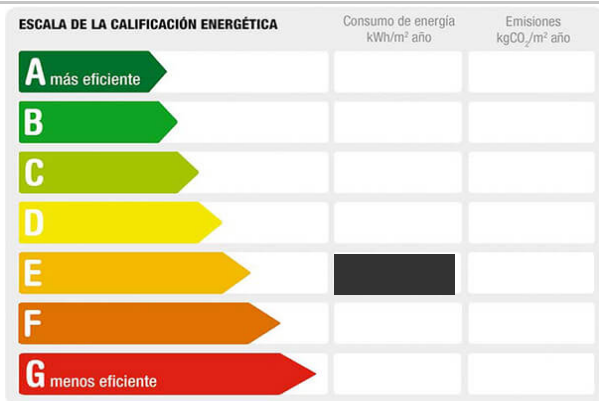 ESCALA DE LA CALIFICACIÓN ENERGÉTICA
Consumo de energía
kWh/m² año
Emisiones
kgCO₂/m² año
A más eficiente
B
C
D
E
F
G menos eficiente